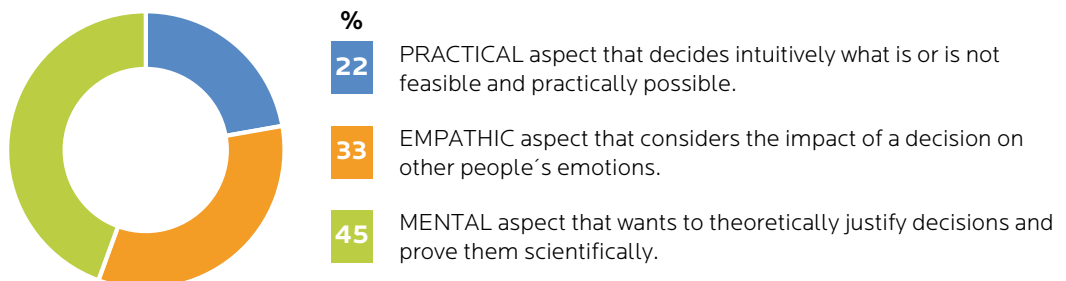 %
22
PRACTICAL aspect that decides intuitively what is or is not
feasible and practically possible.
33
EMPATHIC aspect that considers the impact of a decision on
other people´s emotions.
45
MENTAL aspect that wants to theoretically justify decisions and
prove them scientifically.